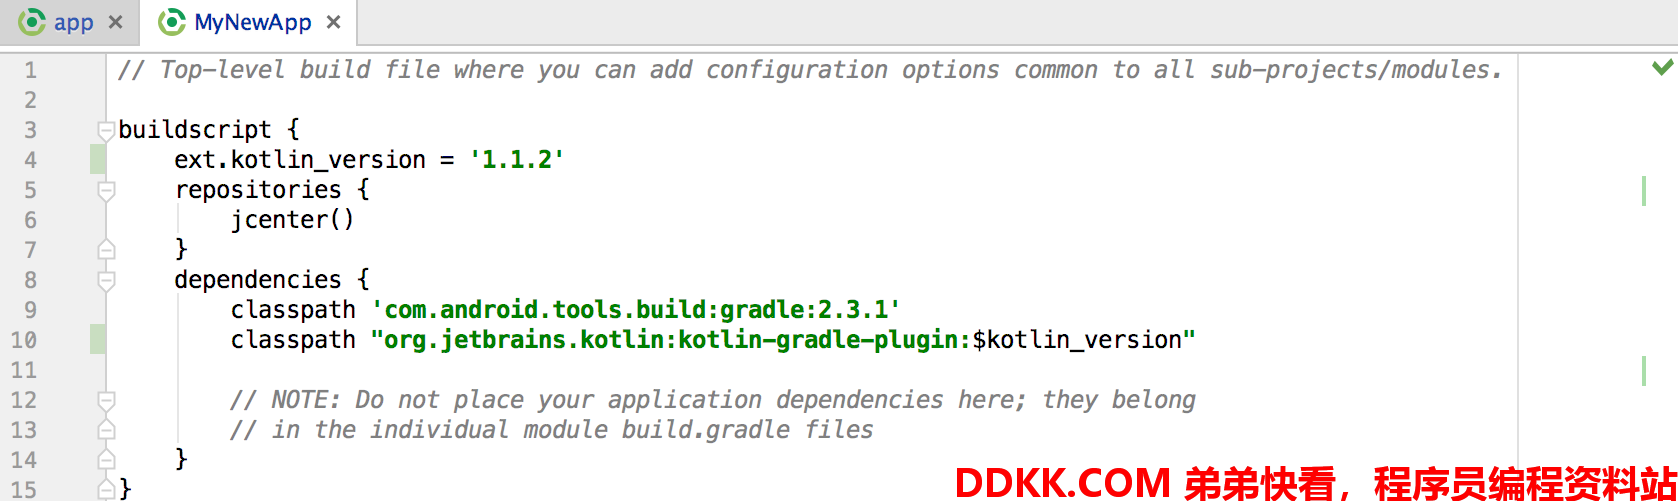 app × MyNewApp ×
1 // Top-level build file where you can add configuration options common to all sub-projects/modules.
2
3 buildscript {
4 ext.kotlin_version = '1.1.2'
5 repositories {
6 jcenter()
7 }
8 dependencies {
9 classpath 'com.android.tools.build:gradle:2.3.1'
10 classpath "org.jetbrains.kotlin:kotlin-gradle-plugin:$kotlin_version"
11
12 // NOTE: Do not place your application dependencies here; they belong
13 // in the individual module build.gradle files
14 }
15 }
DDKK.COM 弟弟快看，程序员编程资料站